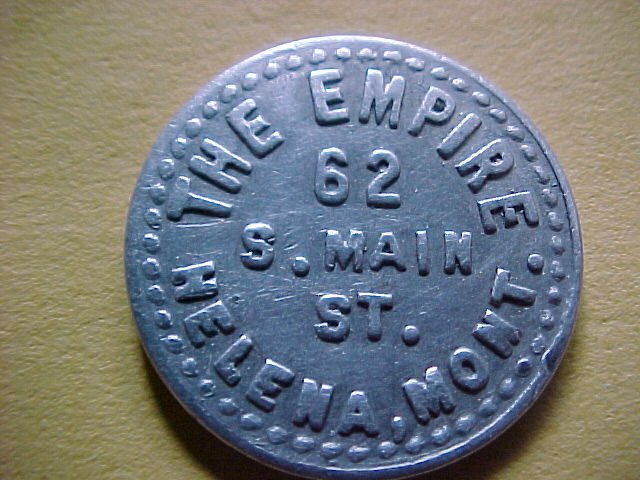 THE EMPIRE
62
S. MAIN
ST.
HELENA, MONT.